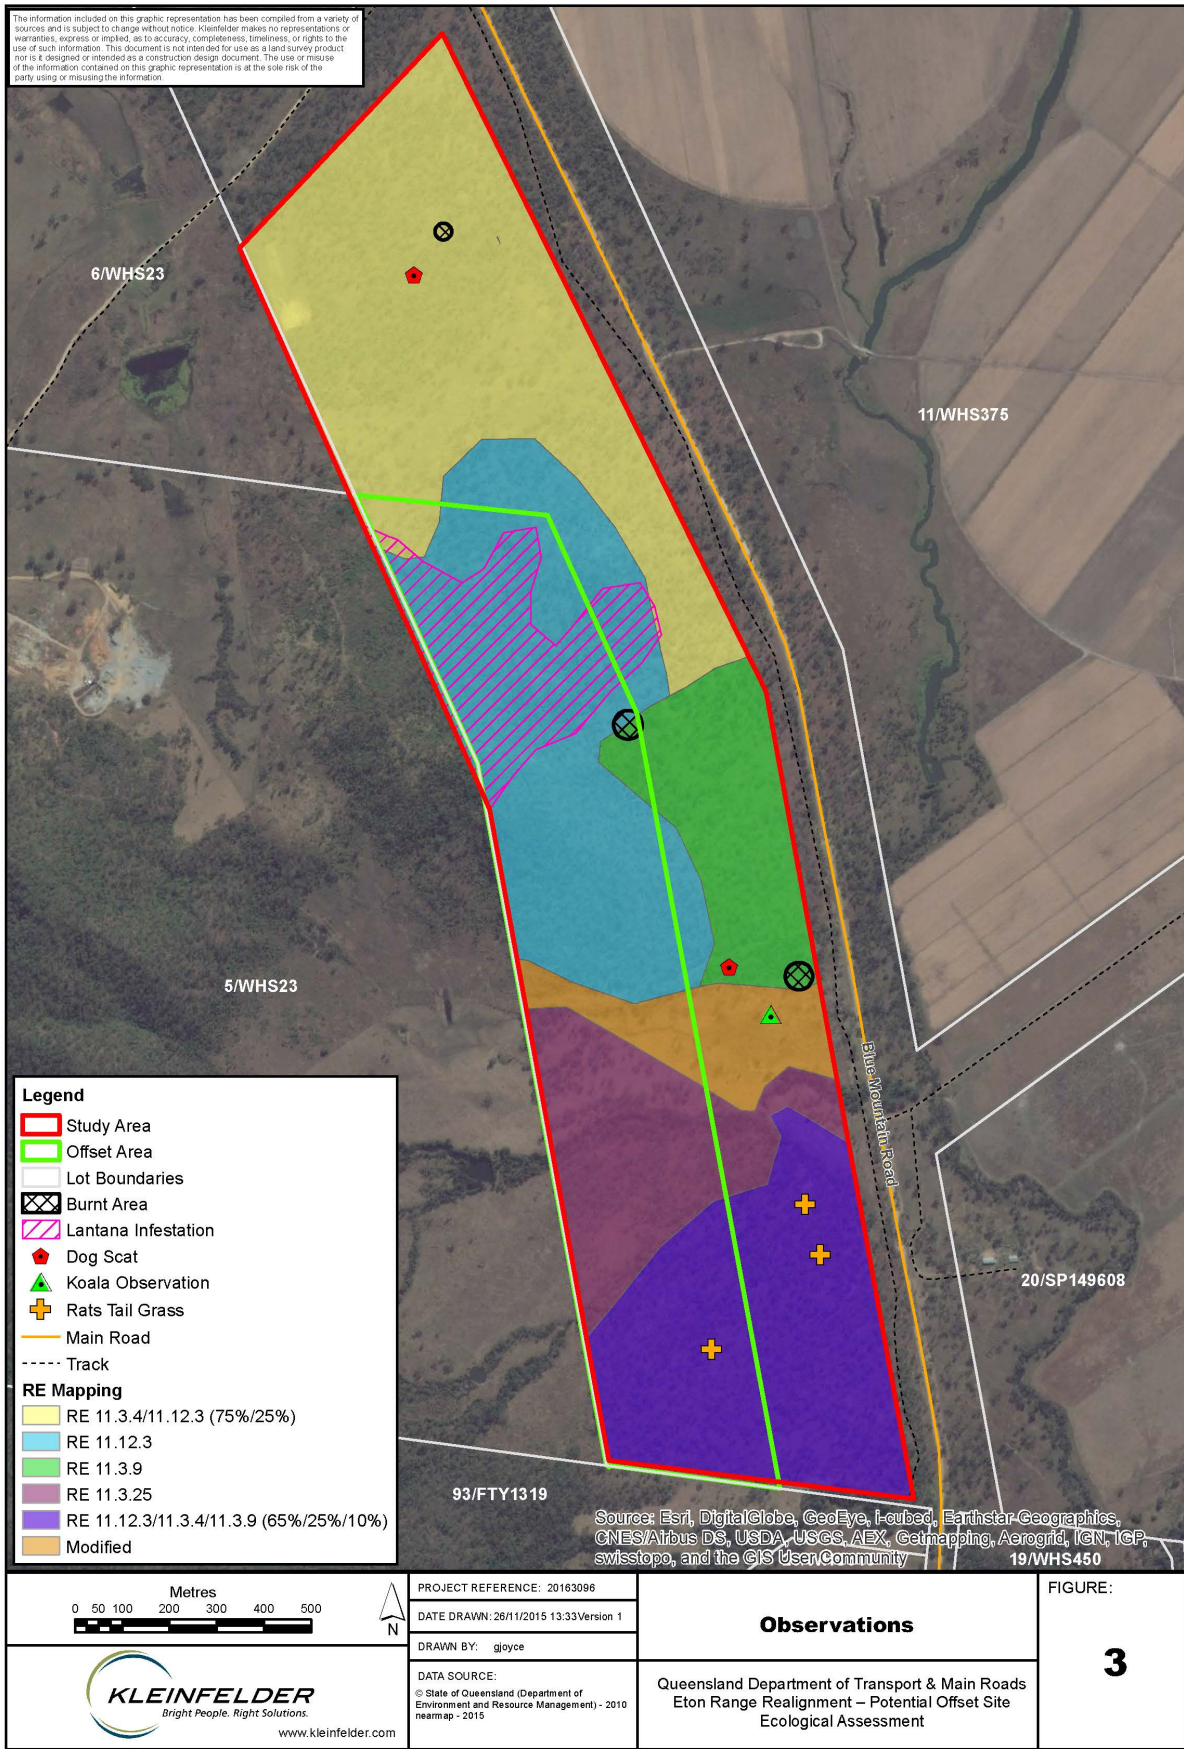 The information included on this graphic representation has been compiled from a variety of
sources and is subject to change without notice. Kleinfelder makes no representations or
warranties, express or implied, as to accuracy, completeness, timeliness, or rights to the
use of such information. This document is not intended for use as a land survey product
nor is it designed or intended as a construction design document. The use or misuse
of the information contained on this graphic representation is at the sole risk of the
party using or misusing the information.
6/WHS23
11/WHS375
5/WHS23
Blue Mountain Road
20/SP149608
93/FTY1319
19/WHS450
Legend
Study Area
Offset Area
Lot Boundaries
Burnt Area
Lantana Infestation
Dog Scat
Koala Observation
Rats Tail Grass
Main Road
Track
RE Mapping
RE 11.3.4/11.12.3 (75%/25%)
RE 11.12.3
RE 11.3.9
RE 11.3.25
RE 11.12.3/11.3.4/11.3.9 (65%/25%/10%)
Modified
Source: Esri, DigitalGlobe, GeoEye, i-cubed, Earthstar Geographics,
CNES/Airbus DS, USDA, USGS, AEX, Getmapping, Aerogrid, IGN, IGP,
swisstopo, and the GIS User Community
Metres
0 50 100 200 300 400 500
N
KLEINFELDER
Bright People. Right Solutions.
www.kleinfelder.com
PROJECT REFERENCE: 20163096
DATE DRAWN: 26/11/2015 13:33 Version 1
DRAWN BY: gjoyce
DATA SOURCE:
© State of Queensland (Department of
Environment and Resource Management) - 2010
nearmap - 2015
Observations
Queensland Department of Transport & Main Roads
Eton Range Realignment – Potential Offset Site
Ecological Assessment
FIGURE:
3